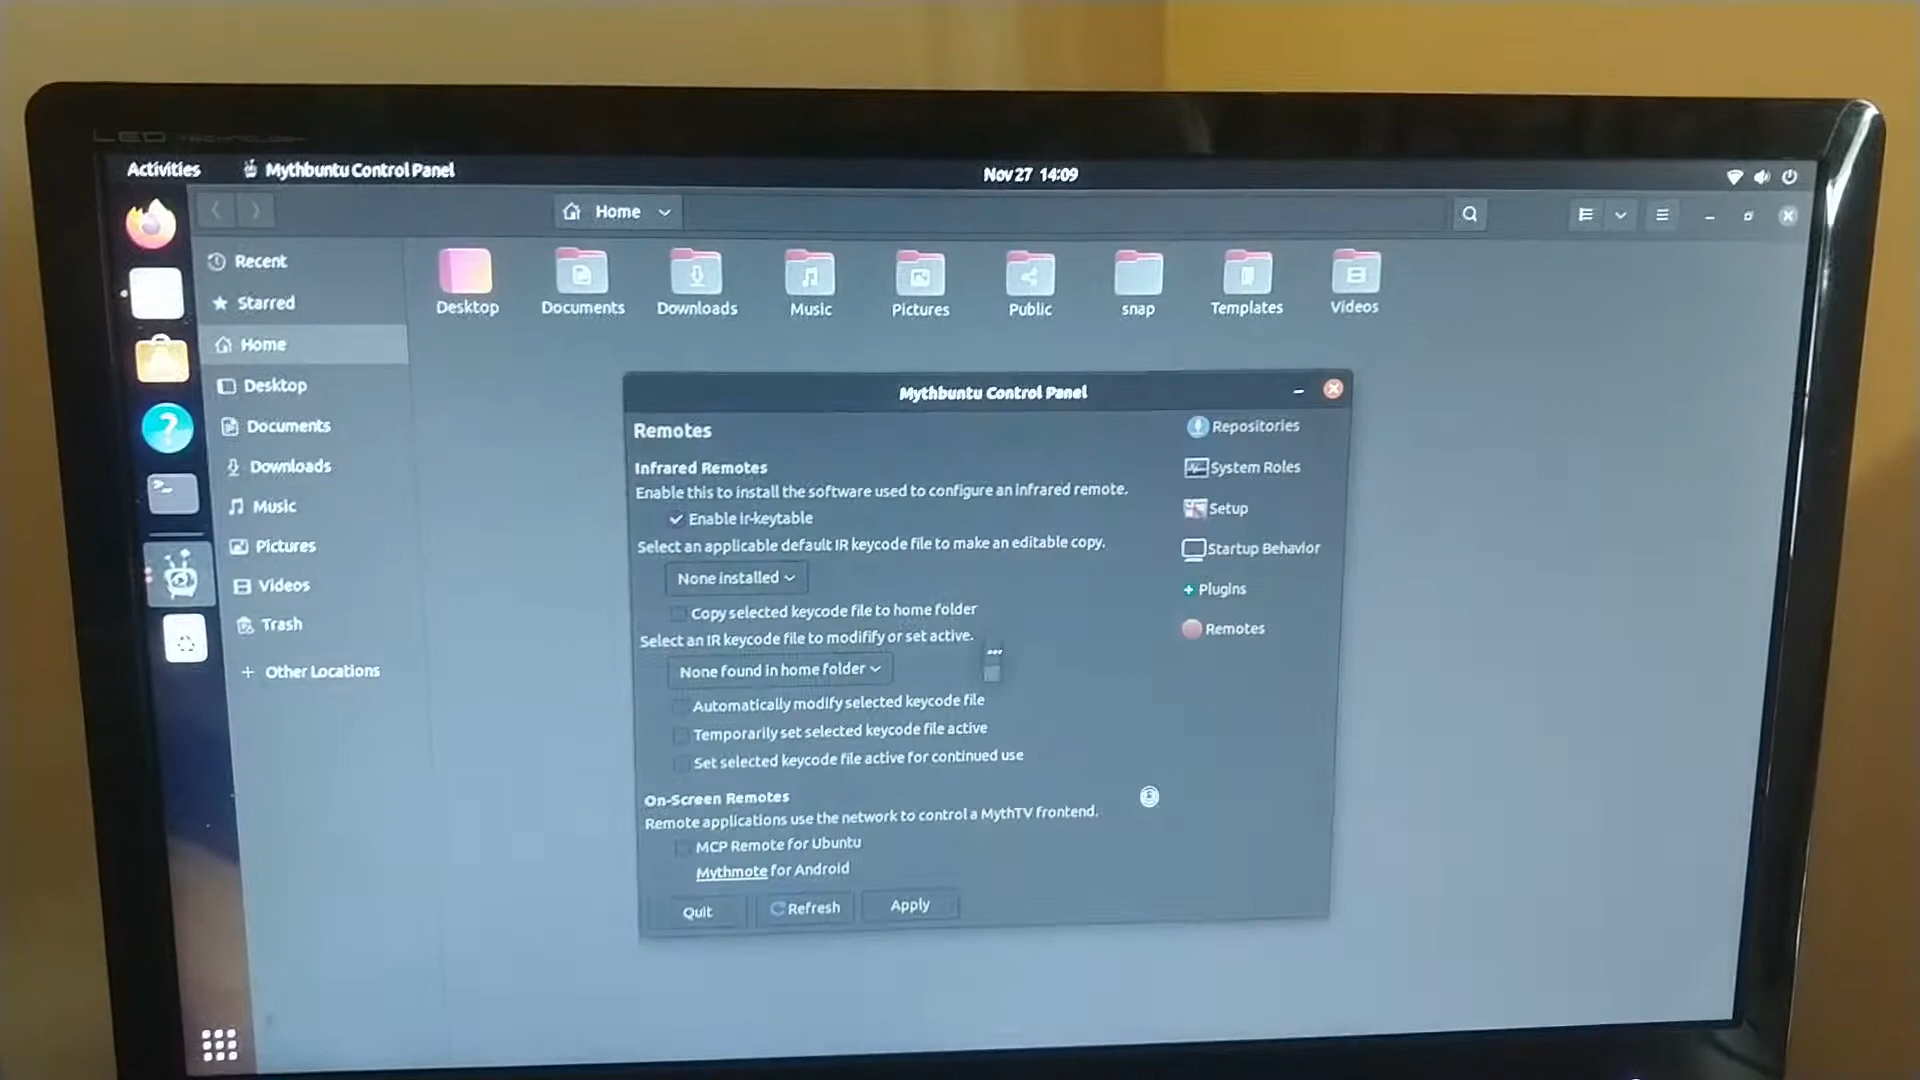 LED TECHNOLOGY
Activities
Mythbuntu Control Panel
Nov 27 14:09
Home
Recent
Starred
Home
Desktop
Documents
Downloads
Music
Pictures
Videos
Trash
Other Locations
Desktop
Documents
Downloads
Music
Pictures
Public
snap
Templates
Videos
Mythbuntu Control Panel
Remotes
Infrared Remotes
Enable this to install the software used to configure an infrared remote.
Enable ir-keytable
Select an applicable default IR keycode file to make an editable copy.
None installed
Copy selected keycode file to home folder
Select an IR keycode file to modifify or set active.
None found in home folder
Automatically modify selected keycode file
Temporarily set selected keycode file active
Set selected keycode file active for continued use
On-Screen Remotes
Remote applications use the network to control a MythTV frontend.
MCP Remote for Ubuntu
Mythmote for Android
Quit
Refresh
Apply
Repositories
System Roles
Setup
Startup Behavior
Plugins
Remotes